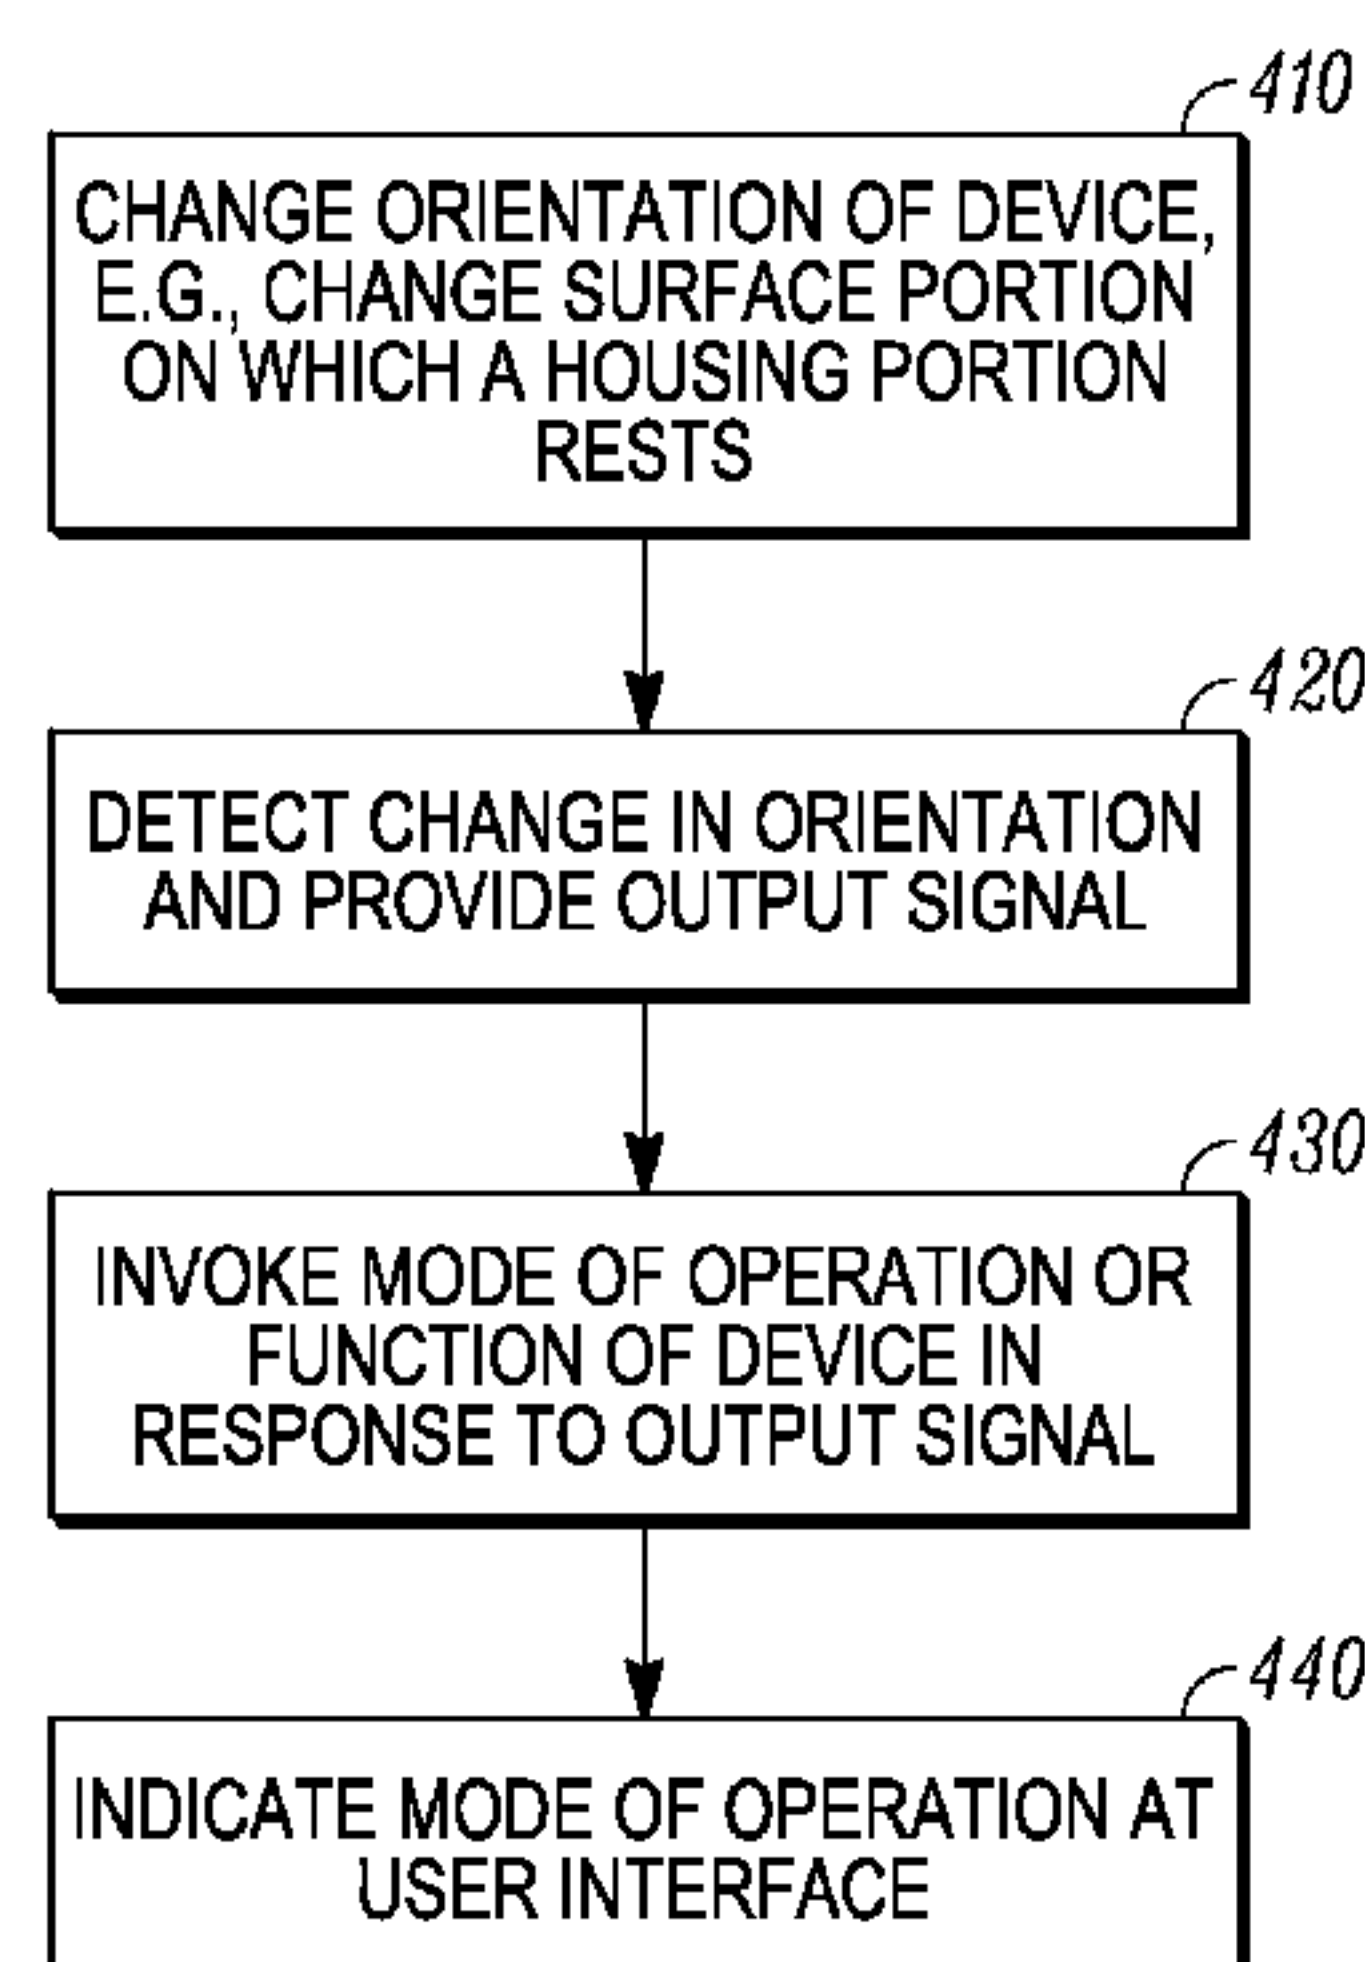 410
CHANGE ORIENTATION OF DEVICE,
E.G., CHANGE SURFACE PORTION
ON WHICH A HOUSING PORTION
RESTS
420
DETECT CHANGE IN ORIENTATION
AND PROVIDE OUTPUT SIGNAL
430
INVOKE MODE OF OPERATION OR
FUNCTION OF DEVICE IN
RESPONSE TO OUTPUT SIGNAL
440
INDICATE MODE OF OPERATION AT
USER INTERFACE